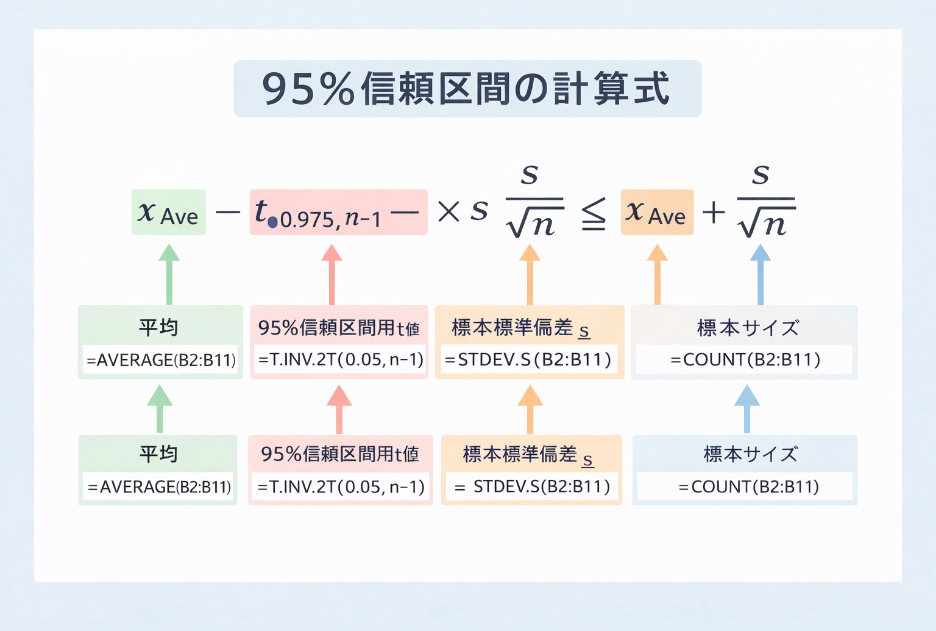 95%信頼区間の計算式
x Ave − t 0.975, n−1 − × s s/√n ≦ x Ave + s/√n
平均 95%信頼区間用t値 標本標準偏差 s 標本サイズ
=AVERAGE(B2:B11) =T.INV.2T(0.05, n−1) =STDEV.S(B2:B11) =COUNT(B2:B11)
平均 95%信頼区間用t値 標本標準偏差 s 標本サイズ
=AVERAGE(B2:B11) =T.INV.2T(0.05, n−1) = STDEV.S(B2:B11) =COUNT(B2:B11)